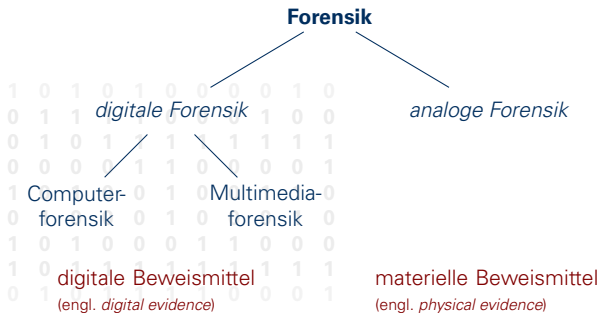 Forensik
digitale Forensik analoge Forensik
Computer- Multimedia-
forensik forensik
digitale Beweismittel materielle Beweismittel
(engl. digital evidence) (engl. physical evidence)